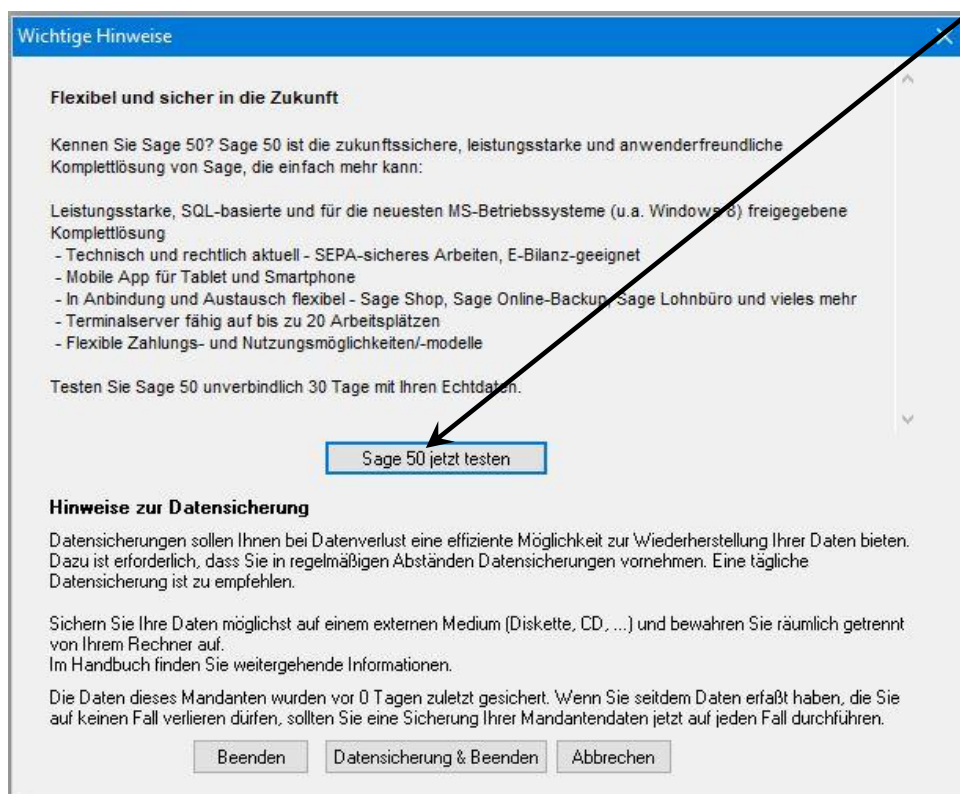 Wichtige Hinweise
Flexibel und sicher in die Zukunft
Kennen Sie Sage 50? Sage 50 ist die zukunftssichere, leistungsstarke und anwenderfreundliche
Komplettlösung von Sage, die einfach mehr kann:
Leistungsstarke, SQL-basierte und für die neuesten MS-Betriebssysteme (u.a. Windows 8) freigegebene
Komplettlösung
- Technisch und rechtlich aktuell - SEPA-sicheres Arbeiten, E-Bilanz-geeignet
- Mobile App für Tablet und Smartphone
- In Anbindung und Austausch flexibel - Sage Shop, Sage Online-Backup, Sage Lohnbüro und vieles mehr
- Terminalserver fähig auf bis zu 20 Arbeitsplätzen
- Flexible Zahlungs- und Nutzungsmöglichkeiten/-modelle
Testen Sie Sage 50 unverbindlich 30 Tage mit Ihren Echtdaten.
Sage 50 jetzt testen
Hinweise zur Datensicherung
Datensicherungen sollen Ihnen bei Datenverlust eine effiziente Möglichkeit zur Wiederherstellung Ihrer Daten bieten.
Dazu ist erforderlich, dass Sie in regelmäßigen Abständen Datensicherungen vornehmen. Eine tägliche
Datensicherung ist zu empfehlen.
Sichern Sie Ihre Daten möglichst auf einem externen Medium (Diskette, CD, ...) und bewahren Sie räumlich getrennt
von Ihrem Rechner auf.
Im Handbuch finden Sie weitergehende Informationen.
Die Daten dieses Mandanten wurden vor 0 Tagen zuletzt gesichert. Wenn Sie seitdem Daten erfaßt haben, die Sie
auf keinen Fall verlieren dürfen, sollten Sie eine Sicherung Ihrer Mandantendaten jetzt auf jeden Fall durchführen.
Beenden Datensicherung & Beenden Abbrechen